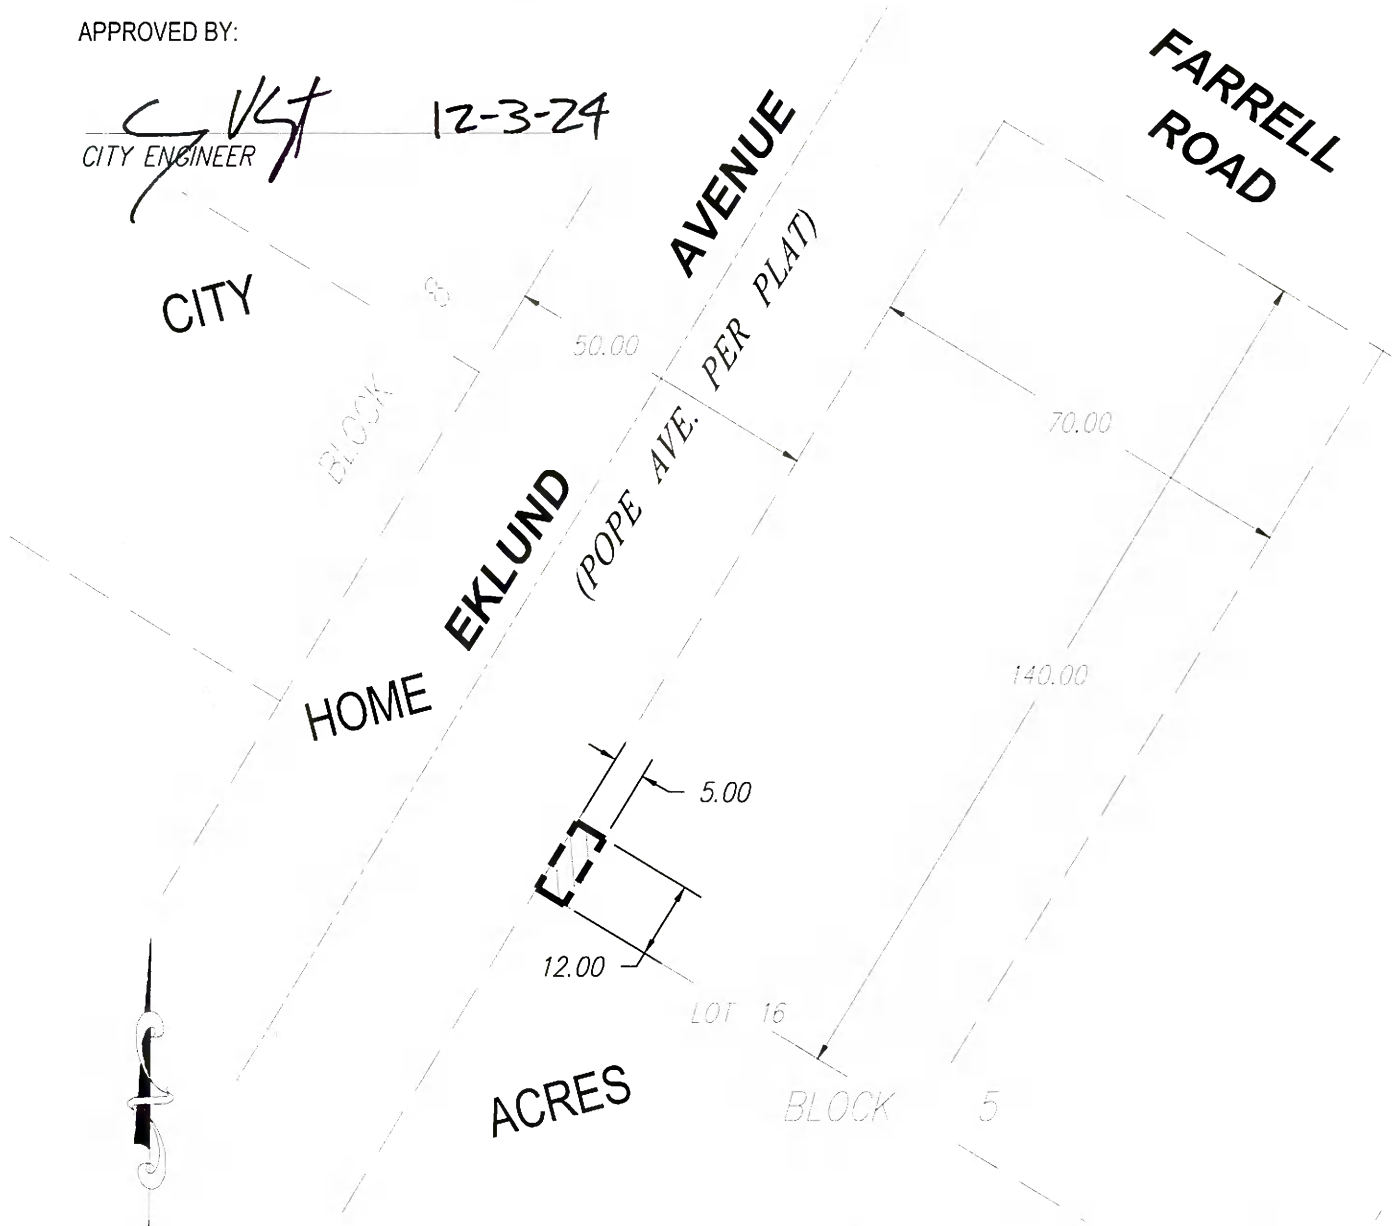 APPROVED BY:
12-3-24
CITY ENGINEER
FARRELL
ROAD
AVENUE
(POPE AVE. PER PLAT)
EKLUND
CITY
HOME
ACRES
BLOCK 8
50.00
70.00
140.00
5.00
12.00
LOT 16
BLOCK 5